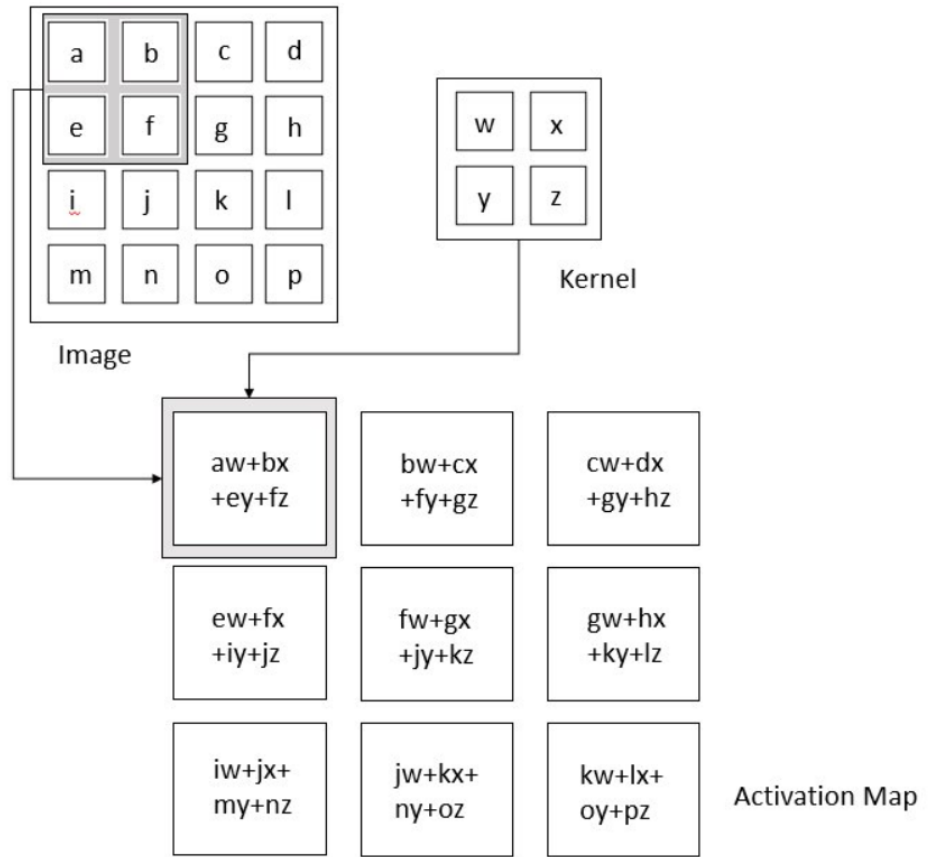 a b c d
e f g h
i j k l
m n o p
Image
w x
y z
Kernel
aw+bx
+ey+fz
bw+cx
+fy+gz
cw+dx
+gy+hz
ew+fx
+iy+jz
fw+gx
+jy+kz
gw+hx
+ky+lz
iw+jx+
my+nz
jw+kx+
ny+oz
kw+lx+
oy+pz
Activation Map